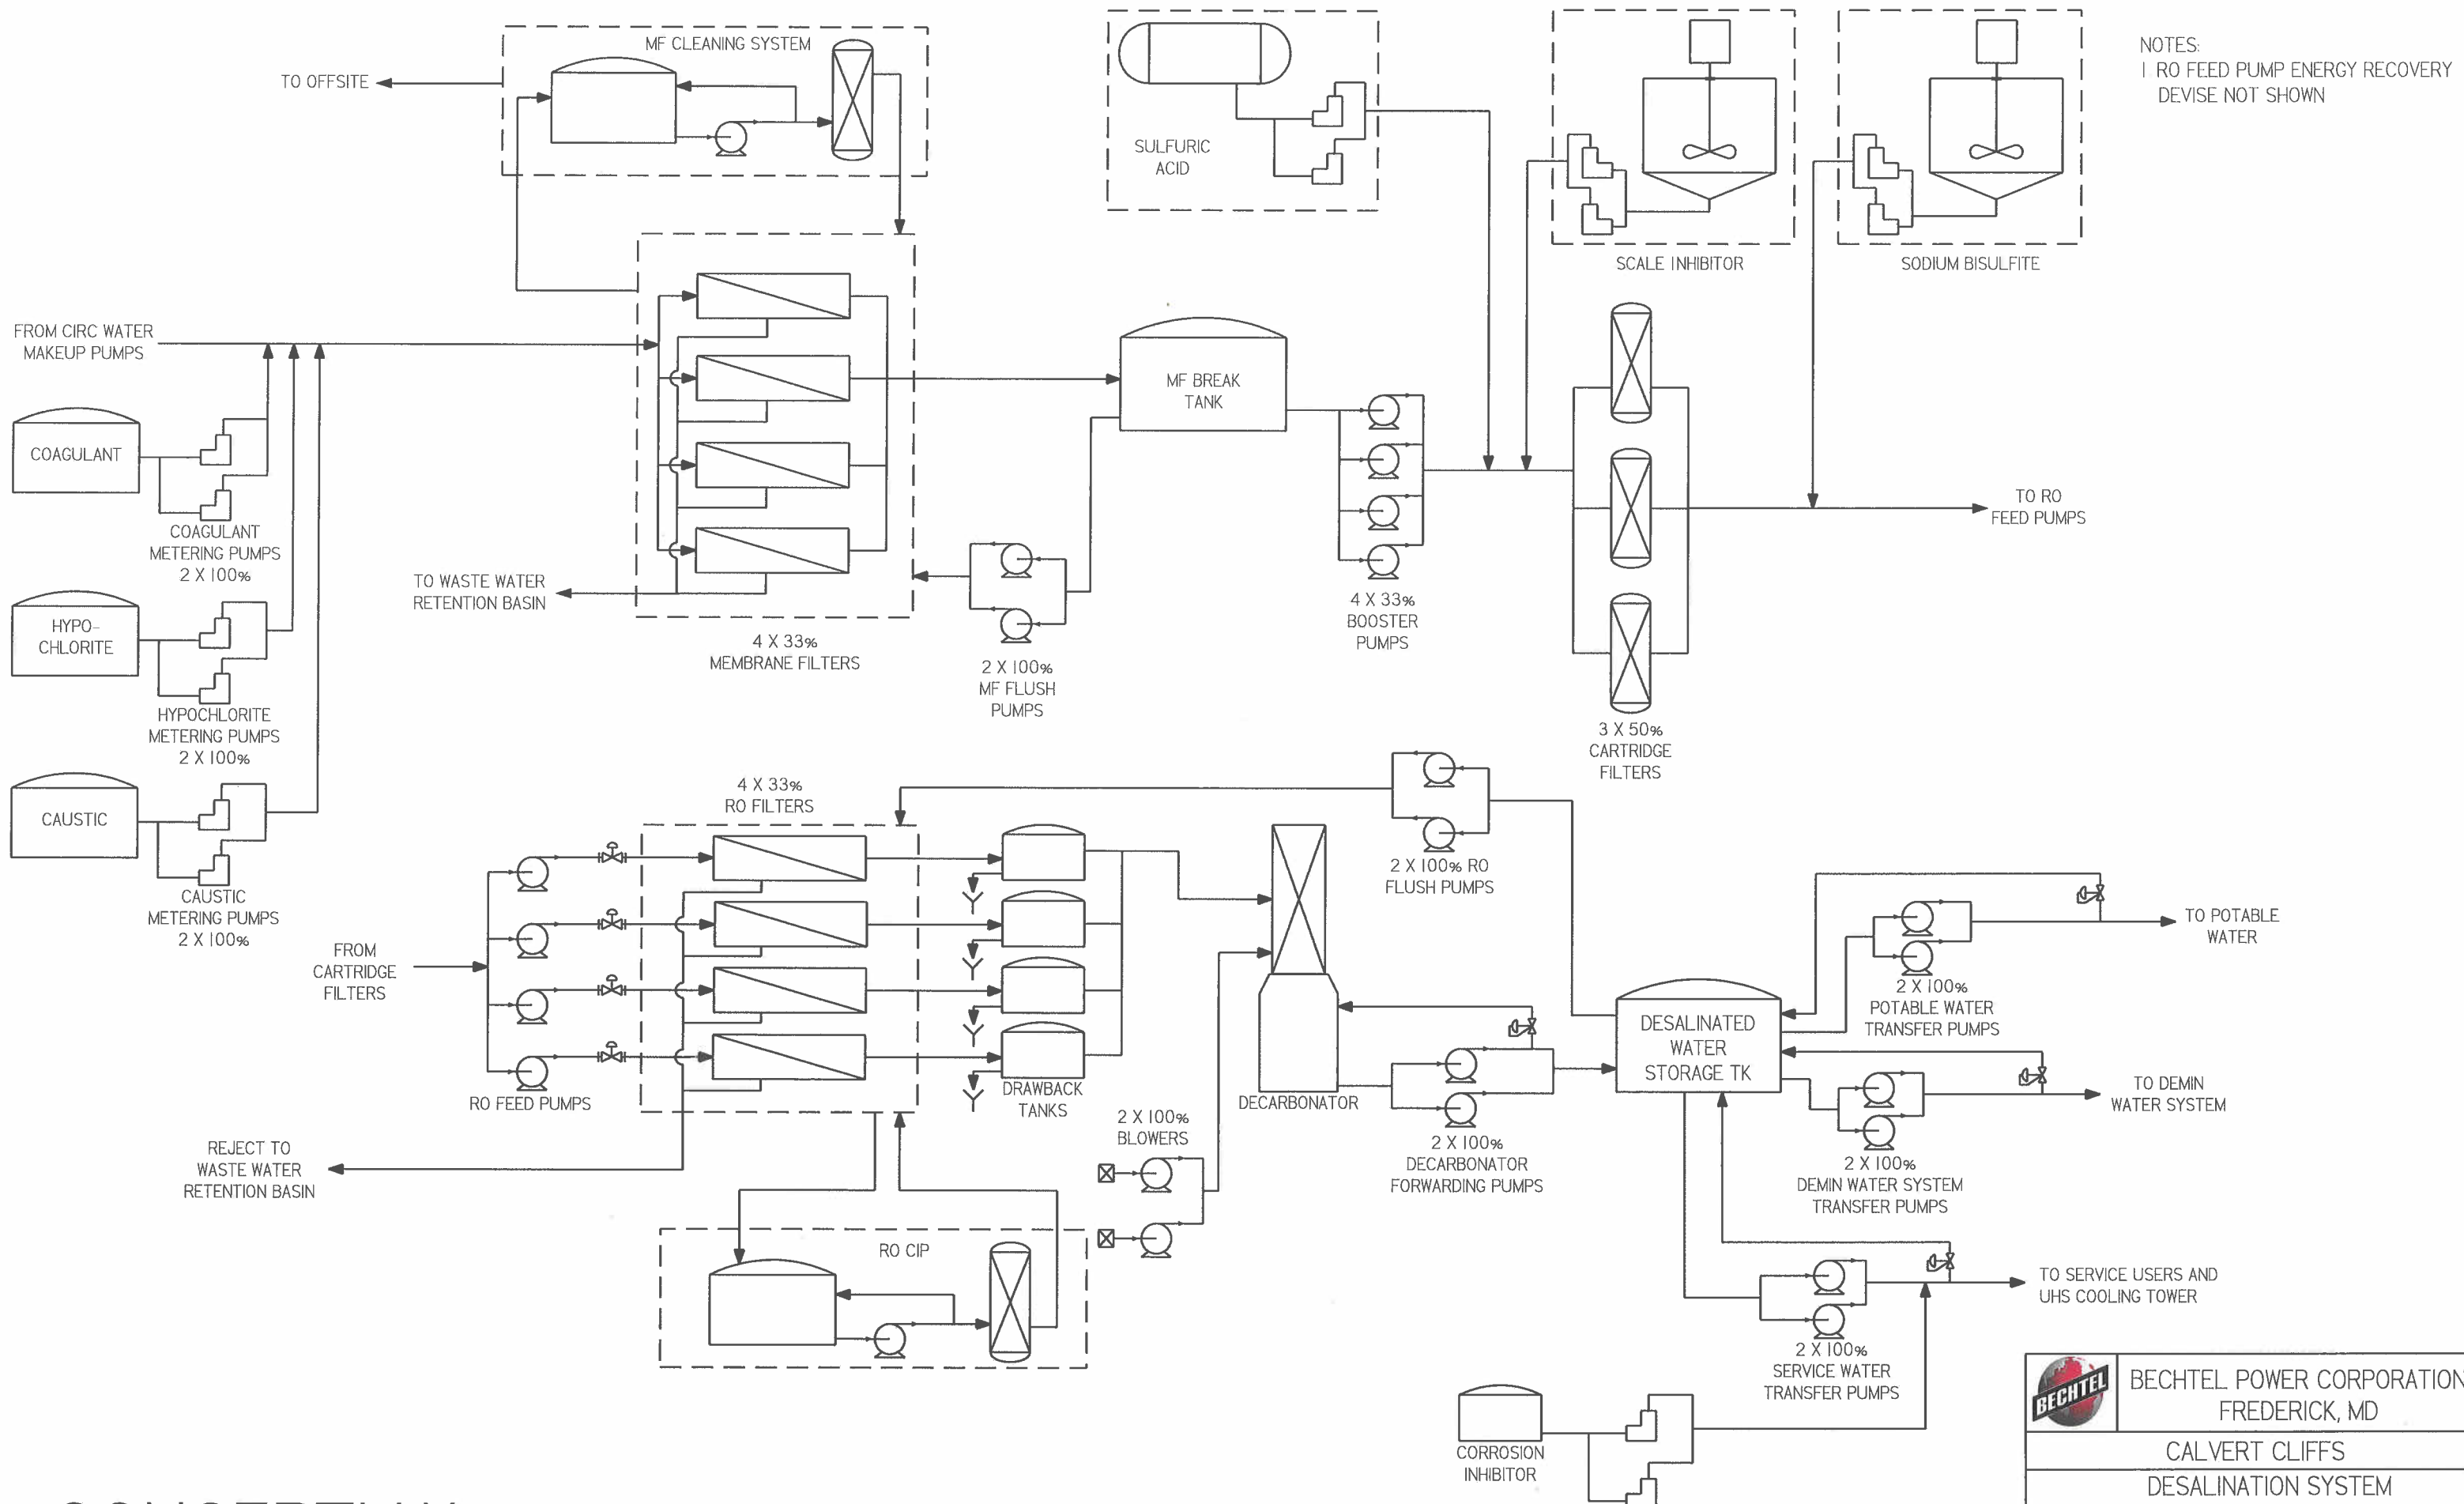 MF CLEANING SYSTEM
TO OFFSITE
SULFURIC
ACID
SCALE INHIBITOR
SODIUM BISULFITE
NOTES:
1 RO FEED PUMP ENERGY RECOVERY
DEVISE NOT SHOWN
FROM CIRC WATER
MAKEUP PUMPS
COAGULANT
COAGULANT
METERING PUMPS
2 X 100%
HYPO-
CHLORITE
HYPOCHLORITE
METERING PUMPS
2 X 100%
CAUSTIC
CAUSTIC
METERING PUMPS
2 X 100%
TO WASTE WATER
RETENTION BASIN
4 X 33%
MEMBRANE FILTERS
MF BREAK
TANK
2 X 100%
MF FLUSH
PUMPS
4 X 33%
BOOSTER
PUMPS
3 X 50%
CARTRIDGE
FILTERS
TO RO
FEED PUMPS
4 X 33%
RO FILTERS
FROM
CARTRIDGE
FILTERS
RO FEED PUMPS
REJECT TO
WASTE WATER
RETENTION BASIN
DRAWBACK
TANKS
RO CIP
2 X 100%
BLOWERS
DECARBONATOR
2 X 100% RO
FLUSH PUMPS
2 X 100%
DECARBONATOR
FORWARDING PUMPS
DESALINATED
WATER
STORAGE TK
TO POTABLE
WATER
2 X 100%
POTABLE WATER
TRANSFER PUMPS
TO DEMIN
WATER SYSTEM
2 X 100%
DEMIN WATER SYSTEM
TRANSFER PUMPS
TO SERVICE USERS AND
UHS COOLING TOWER
2 X 100%
SERVICE WATER
TRANSFER PUMPS
CORROSION
INHIBITOR
BECHTEL
BECHTEL POWER CORPORATION
FREDERICK, MD
CALVERT CLIFFS
DESALINATION SYSTEM